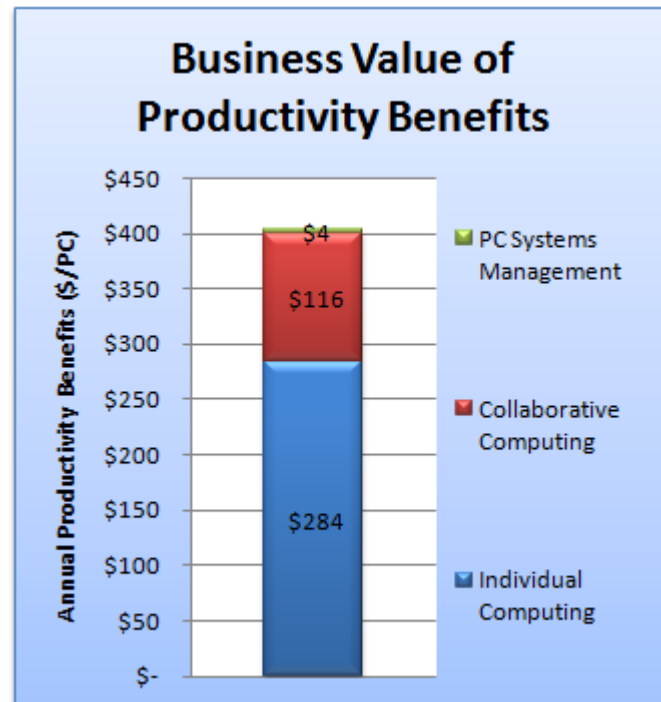 Business Value of
Productivity Benefits
Annual Productivity Benefits ($/PC)
$450
$400
$350
$300
$250
$200
$150
$100
$50
$-
$4
$116
$284
PC Systems
Management
Collaborative
Computing
Individual
Computing